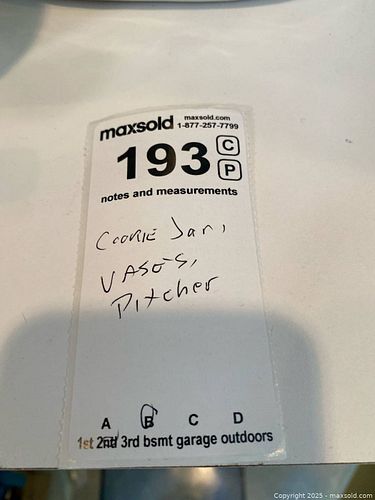 maxsold maxsold.com
1-877-257-7799
193 C
P
notes and measurements
Cookie Jar,
VASES,
Pitcher
A B C D
1st 2nd 3rd bsmt garage outdoors
Copyright 2025 - maxsold.com